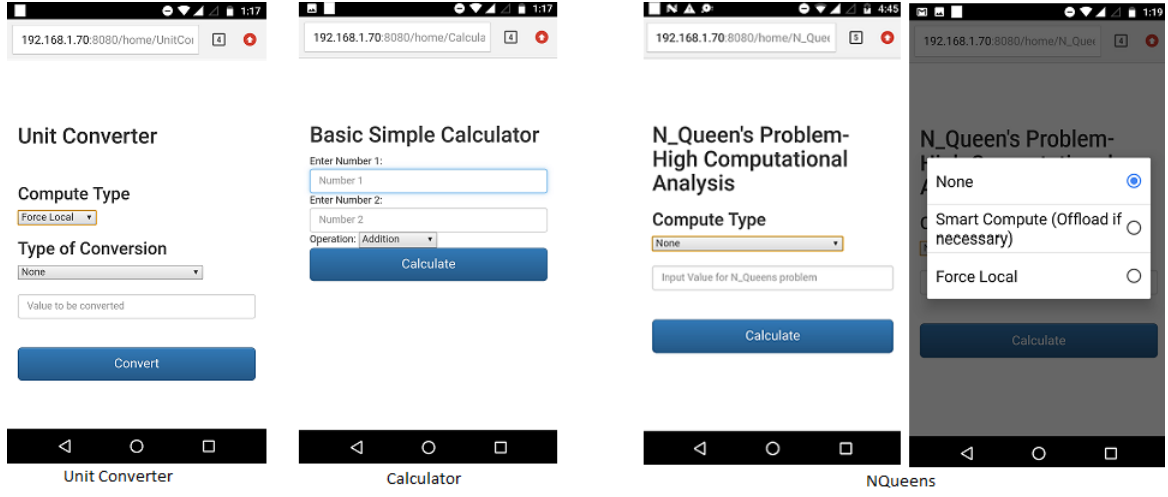 1:17
192.168.1.70:8080/home/UnitCo
4
Unit Converter
Compute Type
Force Local
Type of Conversion
None
Value to be converted
Convert
Unit Converter
1:17
192.168.1.70:8080/home/Calcula
4
Basic Simple Calculator
Enter Number 1:
Number 1
Enter Number 2:
Number 2
Operation: Addition
Calculate
Calculator
4:45
192.168.1.70:8080/home/N_Quee
5
N_Queen's Problem-
High Computational
Analysis
Compute Type
None
Input Value for N_Queens problem
Calculate
1:19
192.168.1.70:8080/home/N_Quee
4
N_Queen's Problem-
None
Smart Compute (Offload if
necessary)
Force Local
Calculate
NQueens